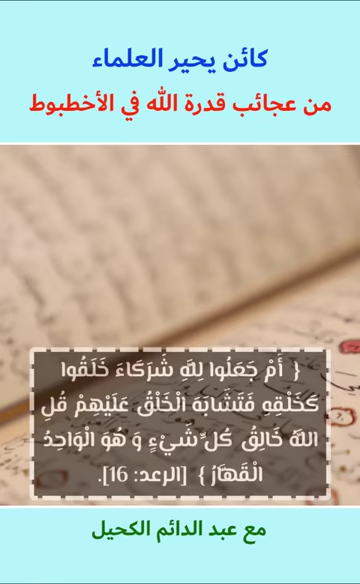 كائن يحير العلماء
من عجائب قدرة الله في الأخطبوط
{ أَمْ جَعَلُوا لِلَّهِ شُرَكَاءَ خَلَقُوا
كَخَلْقِهِ فَتَشَابَهَ الْخَلْقُ عَلَيْهِمْ قُلِ
اللَّهُ خَالِقُ كُلِّ شَيْءٍ وَ هُوَ الْوَاحِدُ
الْقَهَّارُ } [الرعد: 16].
مع عبد الدائم الكحيل